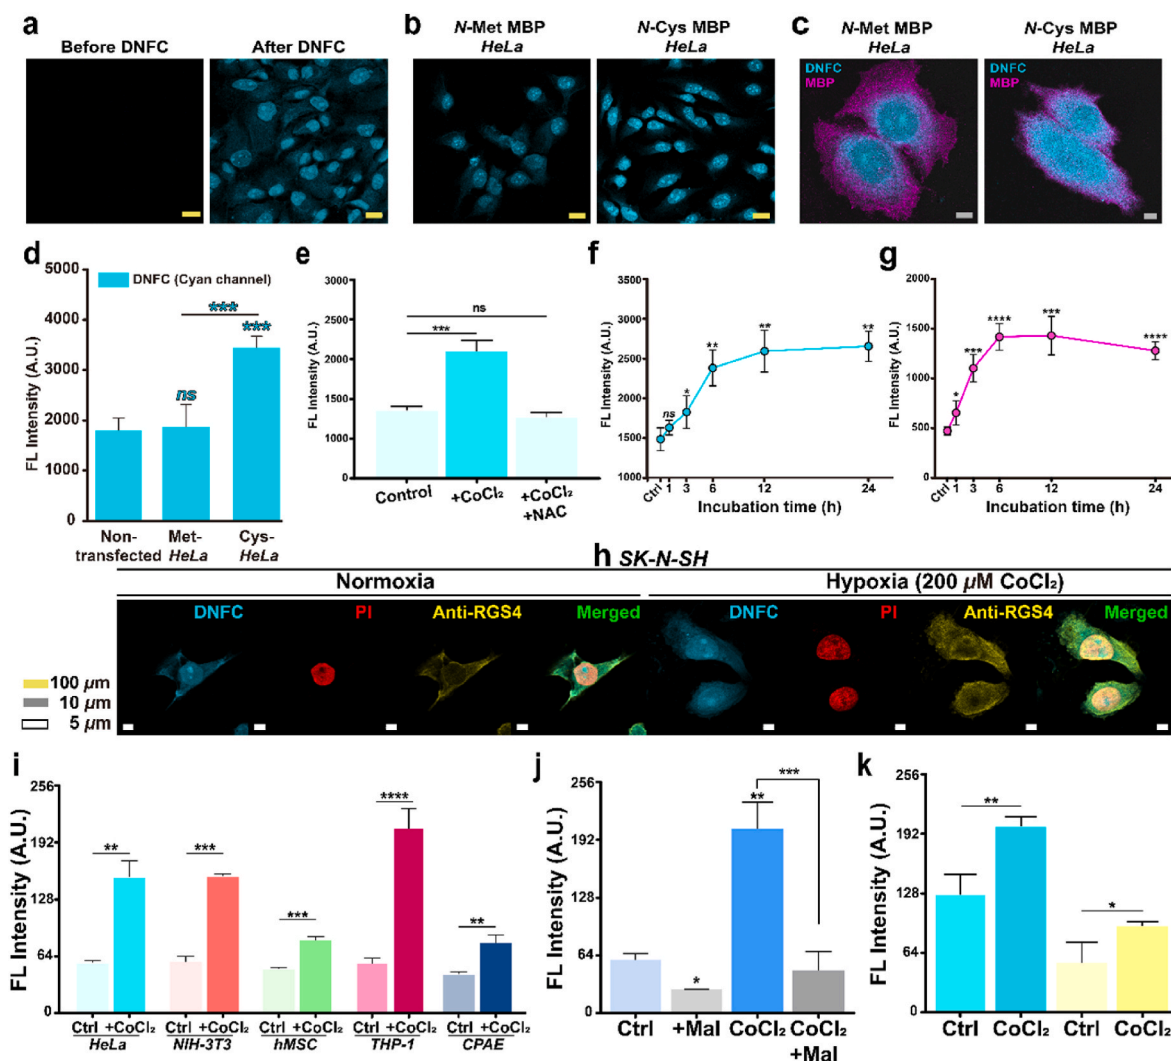 a
Before DNFC
After DNFC
b
N-Met MBP
HeLa
N-Cys MBP
HeLa
c
N-Met MBP
HeLa
N-Cys MBP
HeLa
DNFC
MBP
DNFC
MBP
d
5000
4000
3000
2000
1000
0
FL Intensity (A.U.)
DNFC (Cyan channel)
***
ns
***
Non-
transfected
Met-
HeLa
Cys-
HeLa
e
3000
2500
2000
1500
1000
500
0
FL Intensity (A.U.)
ns
***
Control
+CoCl₂
+CoCl₂
+NAC
f
3500
3000
2500
2000
1500
1000
FL Intensity (A.U.)
ns
*
**
**
**
Ctrl
1
3
6
12
24
Incubation time (h)
g
2000
1500
1000
500
0
FL Intensity (A.U.)
*
***
****
***
****
Ctrl
1
3
6
12
24
Incubation time (h)
h SK-N-SH
Normoxia
Hypoxia (200 µM CoCl₂)
DNFC
PI
Anti-RGS4
Merged
DNFC
PI
Anti-RGS4
Merged
100 µm
10 µm
5 µm
i
256
192
128
64
0
FL Intensity (A.U.)
**
***
***
****
**
Ctrl +CoCl₂
Ctrl +CoCl₂
Ctrl +CoCl₂
Ctrl +CoCl₂
Ctrl +CoCl₂
HeLa
NIH-3T3
hMSC
THP-1
CPAE
j
256
192
128
64
0
FL Intensity (A.U.)
*
**
***
Ctrl
+Mal
CoCl₂
CoCl₂
+Mal
k
256
192
128
64
0
FL Intensity (A.U.)
**
*
Ctrl
CoCl₂
Ctrl
CoCl₂